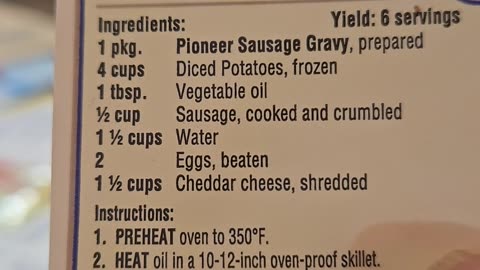 Ingredients: Yield: 6 servings
1 pkg. Pioneer Sausage Gravy, prepared
4 cups Diced Potatoes, frozen
1 tbsp. Vegetable oil
½ cup Sausage, cooked and crumbled
1 ½ cups Water
2 Eggs, beaten
1 ½ cups Cheddar cheese, shredded
Instructions:
1. PREHEAT oven to 350°F.
2. HEAT oil in a 10-12-inch oven-proof skillet.